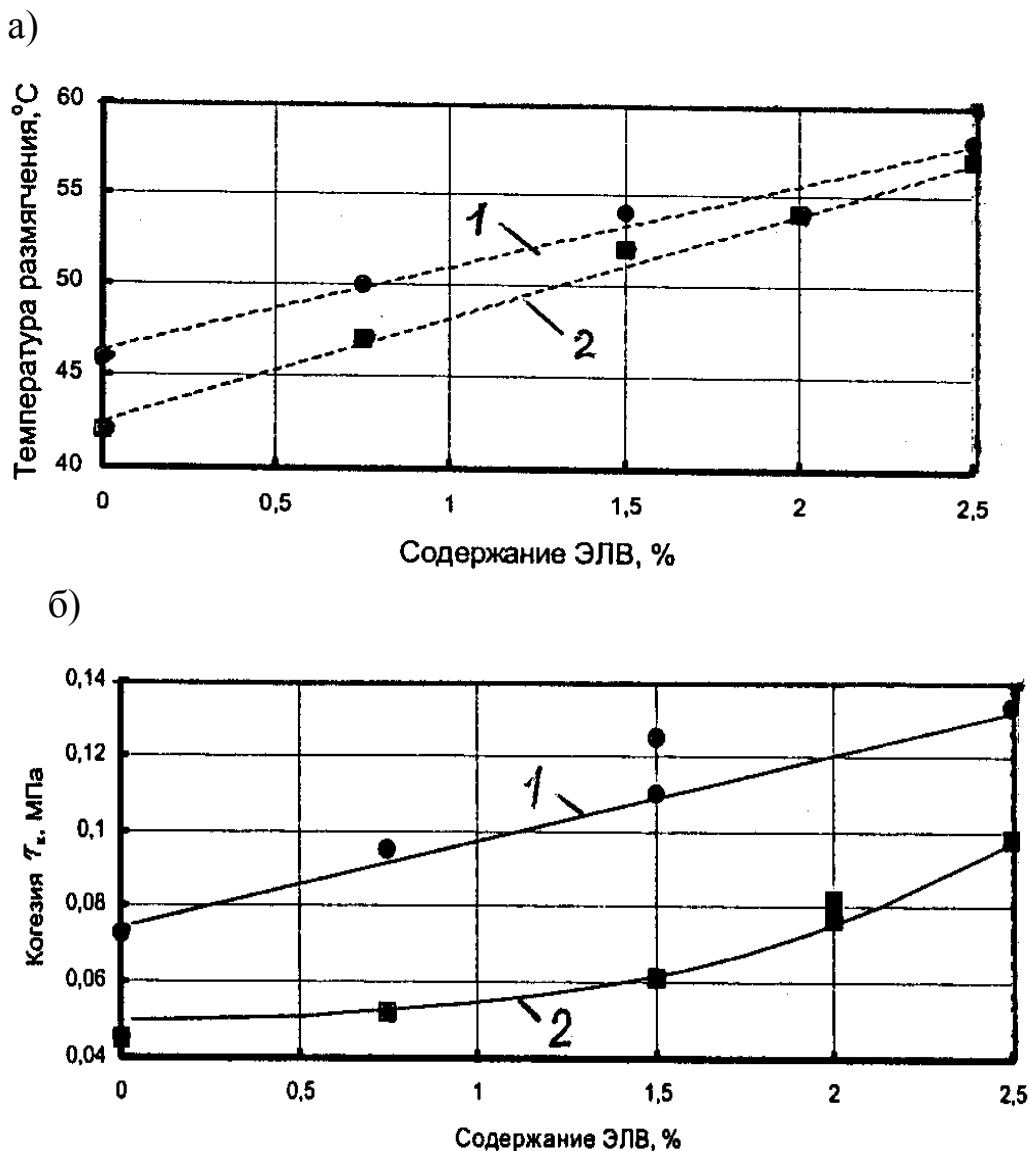 а)
Температура размягчения,°С
60
55
50
45
40
1
2
0 0,5 1 1,5 2 2,5
Содержание ЭЛВ, %
б)
Когезия τк, МПа
0,14
0,12
0,1
0,08
0,06
0,04
1
2
0 0,5 1 1,5 2 2,5
Содержание ЭЛВ, %